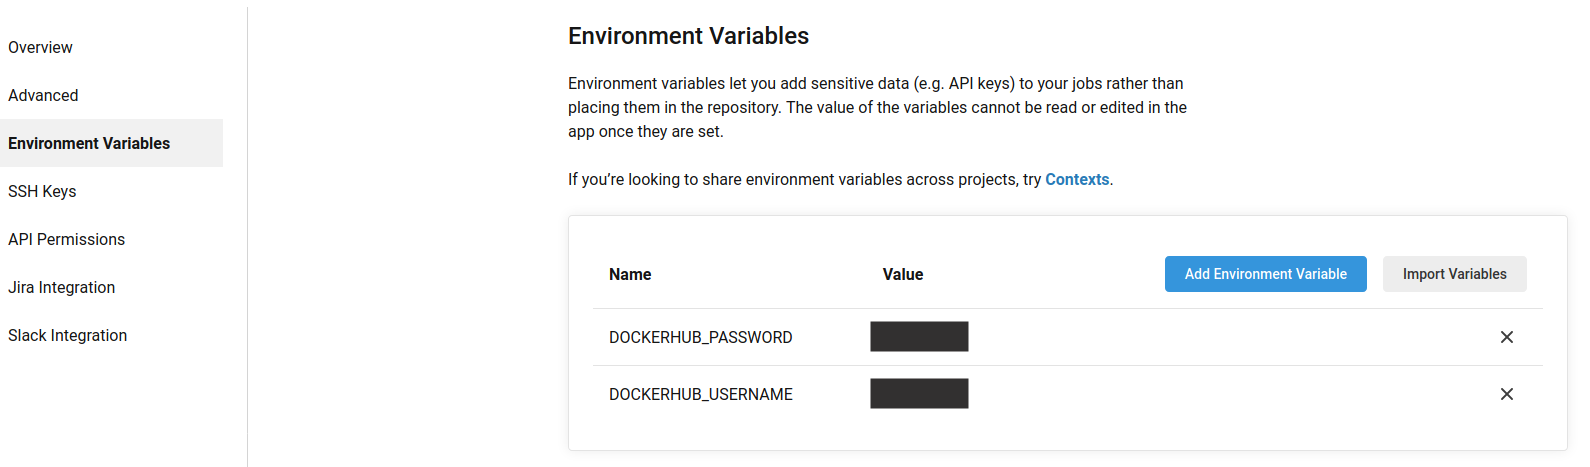 Overview
Advanced
Environment Variables
SSH Keys
API Permissions
Jira Integration
Slack Integration
Environment Variables
Environment variables let you add sensitive data (e.g. API keys) to your jobs rather than
placing them in the repository. The value of the variables cannot be read or edited in the
app once they are set.
If you’re looking to share environment variables across projects, try Contexts.
Name Value Add Environment Variable Import Variables
DOCKERHUB_PASSWORD
DOCKERHUB_USERNAME